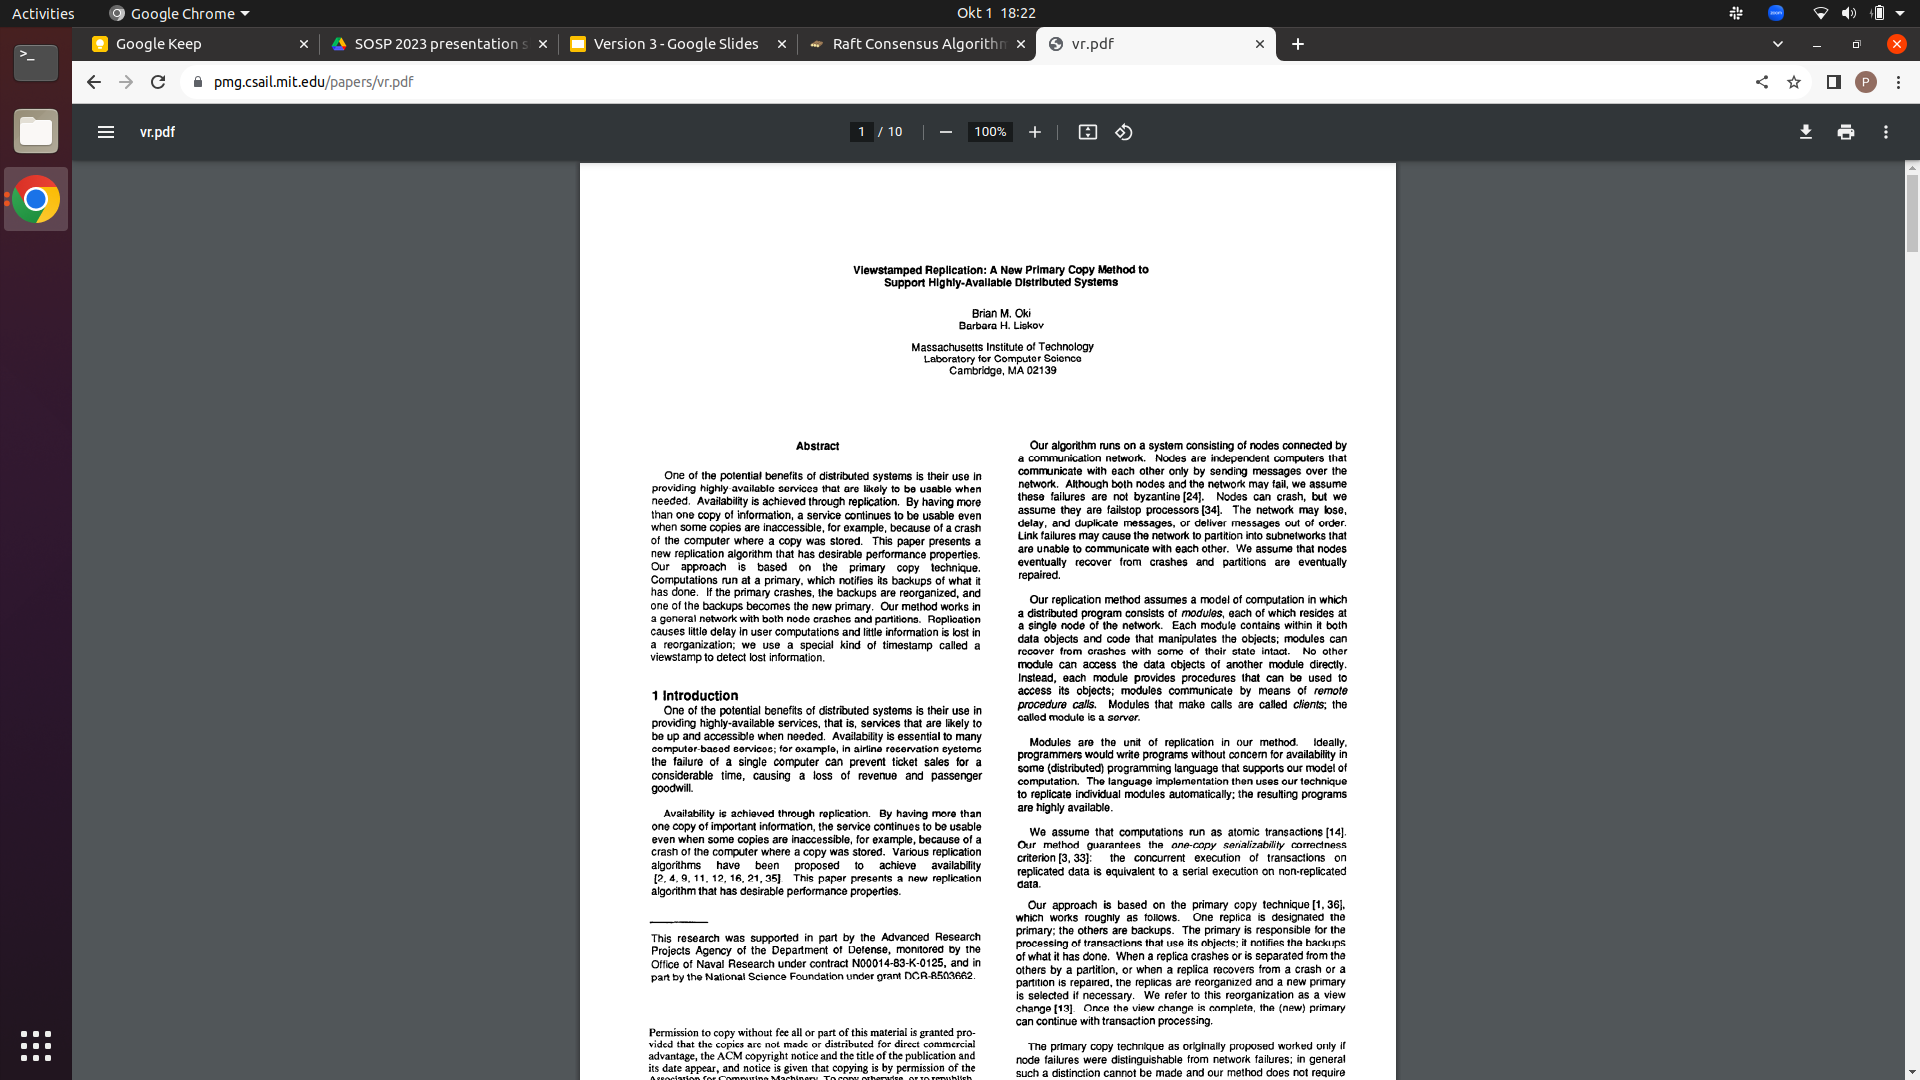 Activities
Google Chrome
Okt 1 18:22
zoom
Google Keep
SOSP 2023 presentation s
Version 3 - Google Slides
Raft Consensus Algorithm
vr.pdf
pmg.csail.mit.edu/papers/vr.pdf
P
vr.pdf
1 / 10
100%
Viewstamped Replication: A New Primary Copy Method to
Support Highly-Available Distributed Systems
Brian M. Oki
Barbara H. Liskov
Massachusetts Institute of Technology
Laboratory for Computer Science
Cambridge, MA 02139
Abstract
One of the potential benefits of distributed systems is their use in
providing highly-available services that are likely to be usable when
needed. Availability is achieved through replication. By having more
than one copy of information, a service continues to be usable even
when some copies are inaccessible, for example, because of a crash
of the computer where a copy was stored. This paper presents a
new replication algorithm that has desirable performance properties.
Our approach is based on the primary copy technique.
Computations run at a primary, which notifies its backups of what it
has done. If the primary crashes, the backups are reorganized, and
one of the backups becomes the new primary. Our method works in
a general network with both node crashes and partitions. Replication
causes little delay in user computations and little information is lost in
a reorganization; we use a special kind of timestamp called a
viewstamp to detect lost information.
1 Introduction
One of the potential benefits of distributed systems is their use in
providing highly-available services, that is, services that are likely to
be up and accessible when needed. Availability is essential to many
computer-based services; for example, in airline reservation systems
the failure of a single computer can prevent ticket sales for a
considerable time, causing a loss of revenue and passenger
goodwill.
Availability is achieved through replication. By having more than
one copy of important information, the service continues to be usable
even when some copies are inaccessible, for example, because of a
crash of the computer where a copy was stored. Various replication
algorithms have been proposed to achieve availability
[2, 4, 9, 11, 12, 16, 21, 35]. This paper presents a new replication
algorithm that has desirable performance properties.
This research was supported in part by the Advanced Research
Projects Agency of the Department of Defense, monitored by the
Office of Naval Research under contract N00014-83-K-0125, and in
part by the National Science Foundation under grant DCR-8503662.
Permission to copy without fee all or part of this material is granted pro-
vided that the copies are not made or distributed for direct commercial
advantage, the ACM copyright notice and the title of the publication and
its date appear, and notice is given that copying is by permission of the
Association for Computing Machinery. To copy otherwise, or to republish,
Our algorithm runs on a system consisting of nodes connected by
a communication network. Nodes are independent computers that
communicate with each other only by sending messages over the
network. Although both nodes and the network may fail, we assume
these failures are not byzantine [24]. Nodes can crash, but we
assume they are failstop processors [34]. The network may lose,
delay, and duplicate messages, or deliver messages out of order.
Link failures may cause the network to partition into subnetworks that
are unable to communicate with each other. We assume that nodes
eventually recover from crashes and partitions are eventually
repaired.
Our replication method assumes a model of computation in which
a distributed program consists of modules, each of which resides at
a single node of the network. Each module contains within it both
data objects and code that manipulates the objects; modules can
recover from crashes with some of their state intact. No other
module can access the data objects of another module directly.
Instead, each module provides procedures that can be used to
access its objects; modules communicate by means of remote
procedure calls. Modules that make calls are called clients; the
called module is a server.
Modules are the unit of replication in our method. Ideally,
programmers would write programs without concern for availability in
some (distributed) programming language that supports our model of
computation. The language implementation then uses our technique
to replicate individual modules automatically; the resulting programs
are highly available.
We assume that computations run as atomic transactions [14].
Our method guarantees the one-copy serializability correctness
criterion [3, 33]: the concurrent execution of transactions on
replicated data is equivalent to a serial execution on non-replicated
data.
Our approach is based on the primary copy technique [1, 36],
which works roughly as follows. One replica is designated the
primary; the others are backups. The primary is responsible for the
processing of transactions that use its objects; it notifies the backups
of what it has done. When a replica crashes or is separated from the
others by a partition, or when a replica recovers from a crash or a
partition is repaired, the replicas are reorganized and a new primary
is selected if necessary. We refer to this reorganization as a view
change [13]. Once the view change is complete, the (new) primary
can continue with transaction processing.
The primary copy technique as originally proposed worked only if
node failures were distinguishable from network failures; in general
such a distinction cannot be made and our method does not require